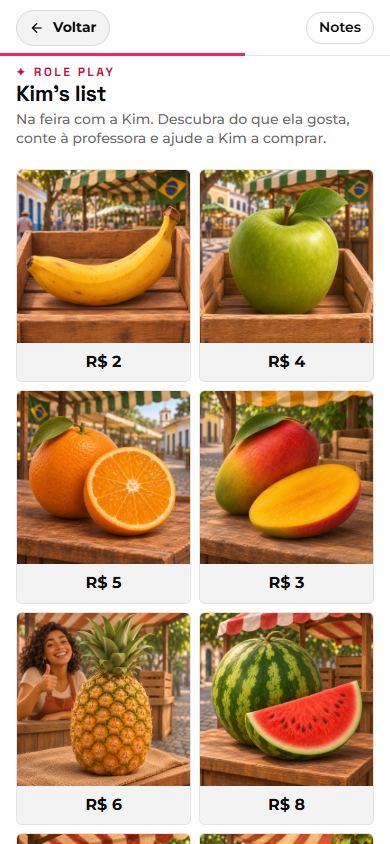 ← Voltar
Notes
✦ ROLE PLAY
Kim's list
Na feira com a Kim. Descubra do que ela gosta,
conte à professora e ajude a Kim a comprar.
R$ 2
R$ 4
R$ 5
R$ 3
R$ 6
R$ 8